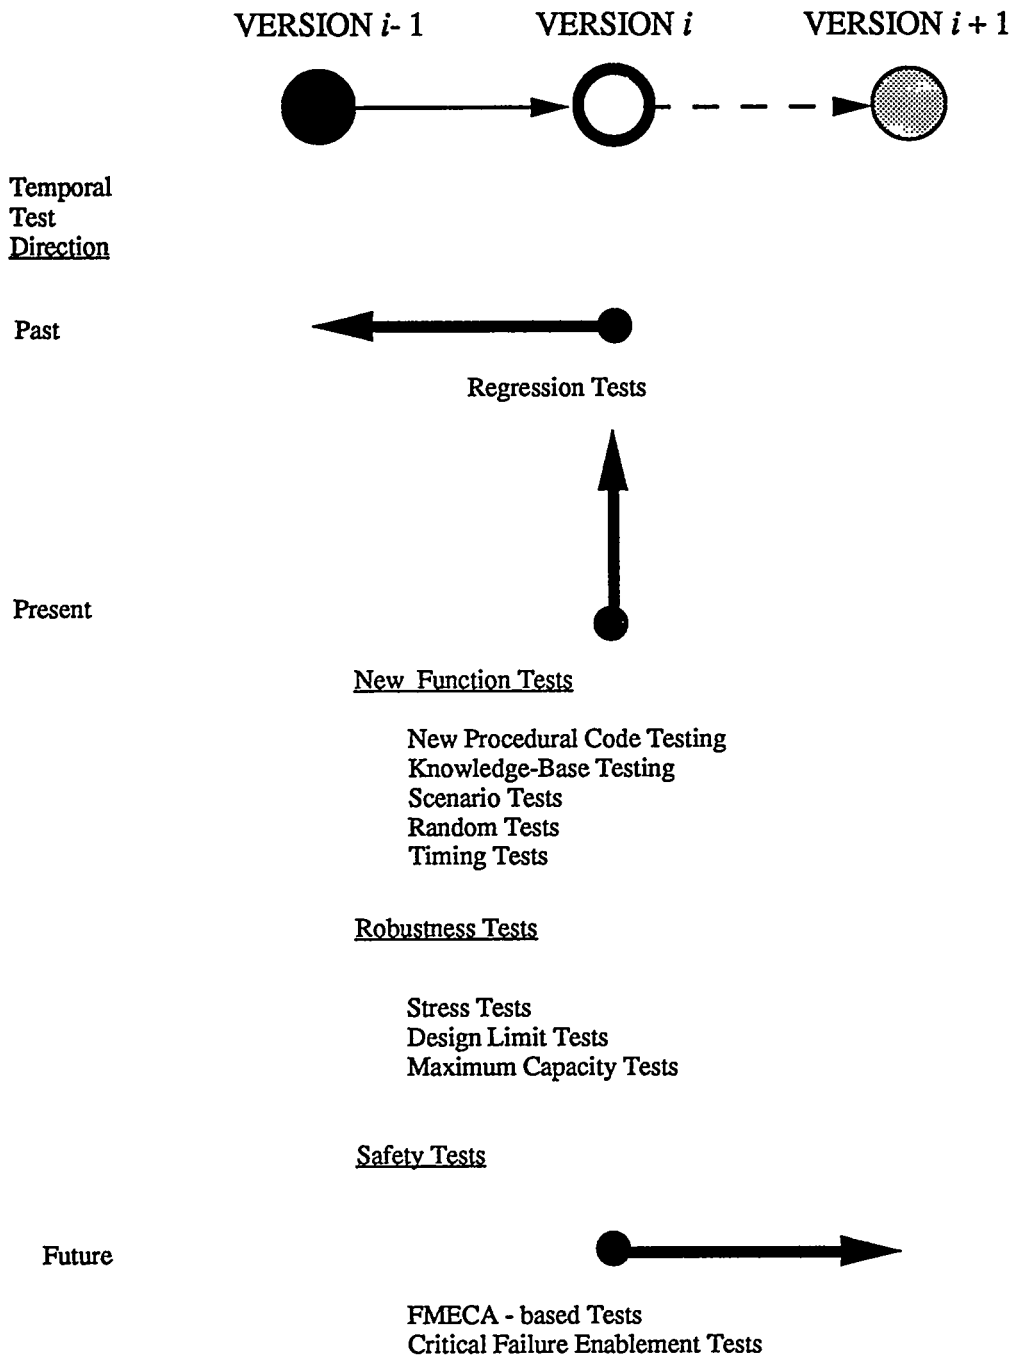 VERSION i- 1 VERSION i VERSION i + 1
Temporal
Test
Direction
Past
Regression Tests
Present
New Function Tests
New Procedural Code Testing
Knowledge-Base Testing
Scenario Tests
Random Tests
Timing Tests
Robustness Tests
Stress Tests
Design Limit Tests
Maximum Capacity Tests
Safety Tests
Future
FMECA - based Tests
Critical Failure Enablement Tests